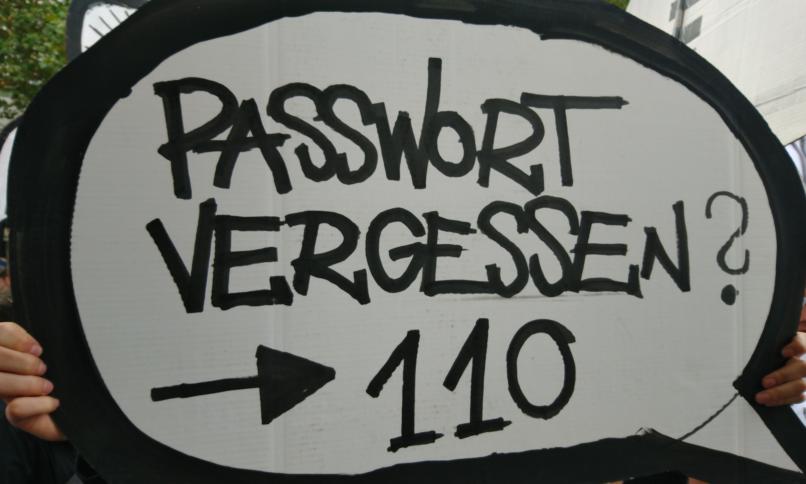 PASSWORT
VERGESSEN?
→ 110